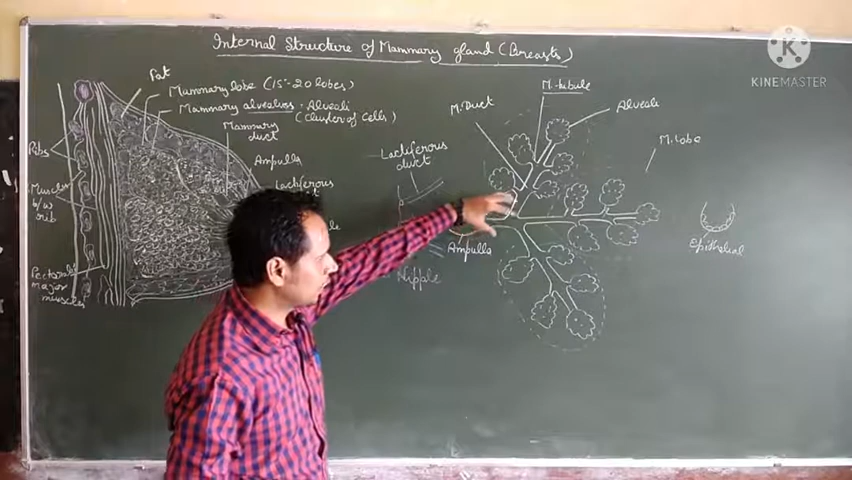 Internal Structure of Mammary gland (Breasts)
Fat
Mammary lobe (15-20 lobes)
Mammary alveolus - Alveoli
(Cluster of Cells)
Mammary
duct
Ampulla
Lactiferous
Ribs
Muscles
b/w
rib
Pectoral
major
muscles
Lactiferous
duct
M. Duct
M. lobule
Alveoli
M. lobe
Ampulla
Nipple
Epithelial
KINEMASTER